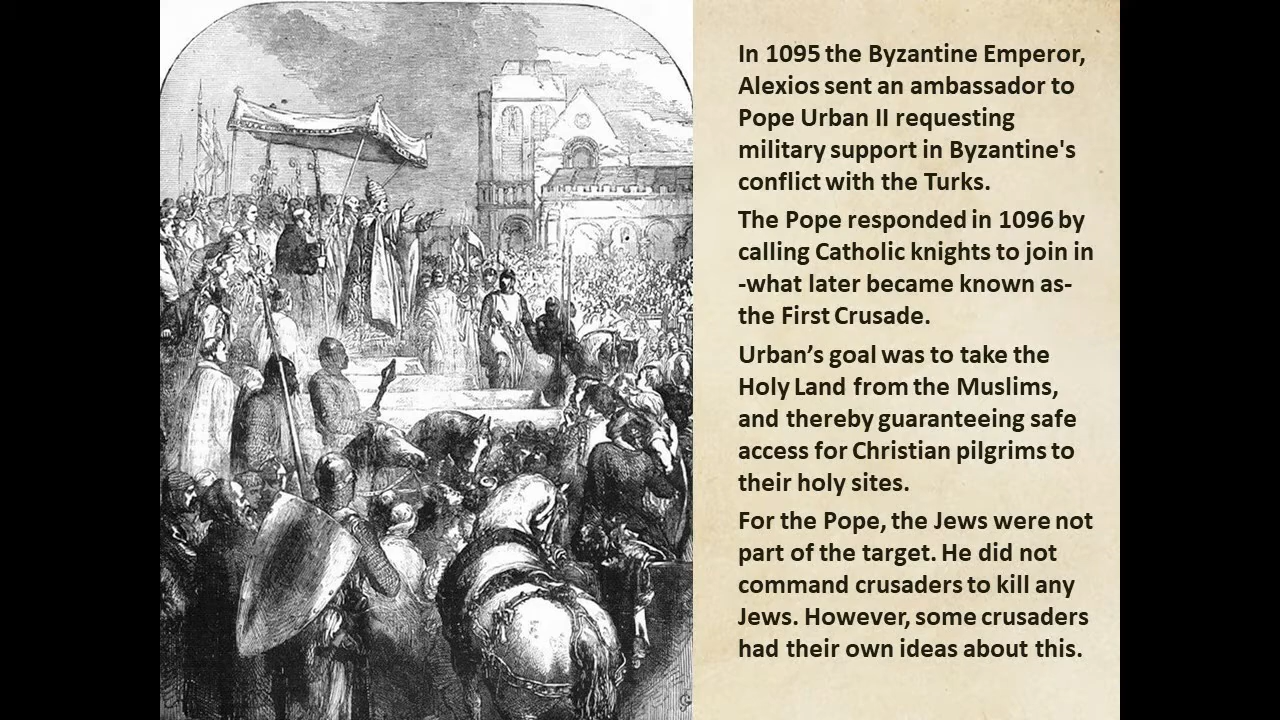 In 1095 the Byzantine Emperor,
Alexios sent an ambassador to
Pope Urban II requesting
military support in Byzantine's
conflict with the Turks.
The Pope responded in 1096 by
calling Catholic knights to join in
-what later became known as-
the First Crusade.
Urban’s goal was to take the
Holy Land from the Muslims,
and thereby guaranteeing safe
access for Christian pilgrims to
their holy sites.
For the Pope, the Jews were not
part of the target. He did not
command crusaders to kill any
Jews. However, some crusaders
had their own ideas about this.